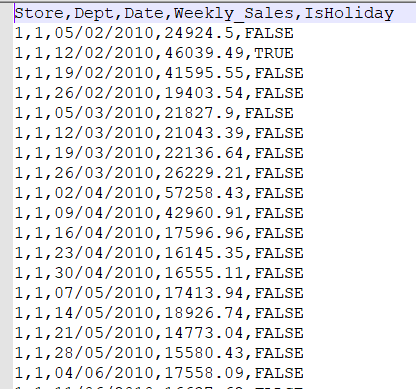 Store,Dept,Date,Weekly_Sales,IsHoliday
1,1,05/02/2010,24924.5,FALSE
1,1,12/02/2010,46039.49,TRUE
1,1,19/02/2010,41595.55,FALSE
1,1,26/02/2010,19403.54,FALSE
1,1,05/03/2010,21827.9,FALSE
1,1,12/03/2010,21043.39,FALSE
1,1,19/03/2010,22136.64,FALSE
1,1,26/03/2010,26229.21,FALSE
1,1,02/04/2010,57258.43,FALSE
1,1,09/04/2010,42960.91,FALSE
1,1,16/04/2010,17596.96,FALSE
1,1,23/04/2010,16145.35,FALSE
1,1,30/04/2010,16555.11,FALSE
1,1,07/05/2010,17413.94,FALSE
1,1,14/05/2010,18926.74,FALSE
1,1,21/05/2010,14773.04,FALSE
1,1,28/05/2010,15580.43,FALSE
1,1,04/06/2010,17558.09,FALSE